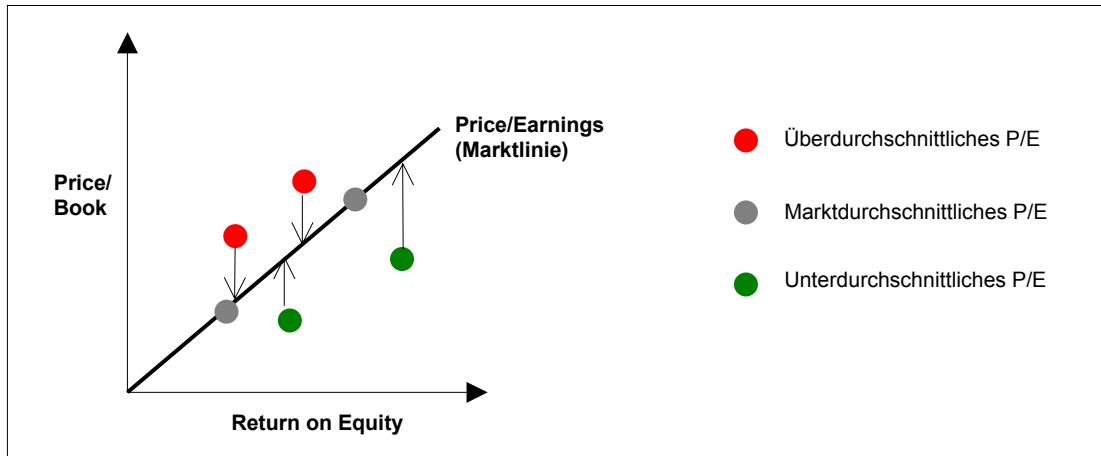 Price/
Book
Price/Earnings
(Marktlinie)
Return on Equity
Überdurchschnittliches P/E
Marktdurchschnittliches P/E
Unterdurchschnittliches P/E